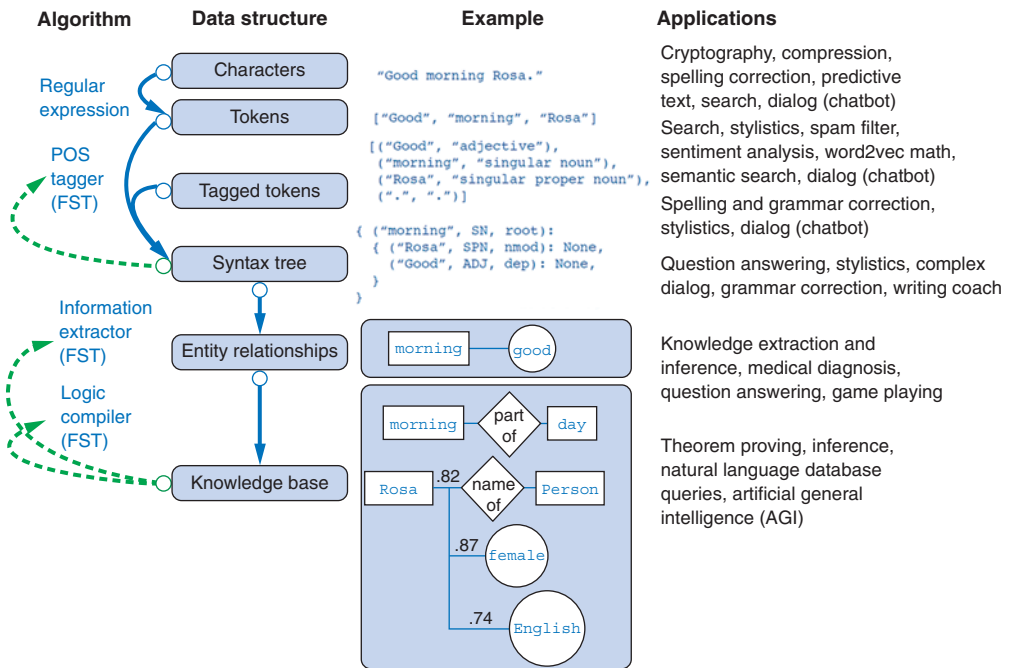 Algorithm
Data structure
Example
Applications
Characters
Regular
expression
Tokens
POS
tagger
(FST)
Tagged tokens
Syntax tree
Information
extractor
(FST)
Entity relationships
Logic
compiler
(FST)
Knowledge base
“Good morning Rosa.”
[“Good”, “morning”, “Rosa”]
[(“Good”, “adjective”),
(“morning”, “singular noun”),
(“Rosa”, “singular proper noun”),
(“.”, “.”)]
{ (“morning”, SN, root):
{ (“Rosa”, SPN, nmod): None,
(“Good”, ADJ, dep): None,
}
}
morning
good
morning
part
of
day
Rosa
.82
name
of
Person
.87
female
.74
English
Cryptography, compression,
spelling correction, predictive
text, search, dialog (chatbot)
Search, stylistics, spam filter,
sentiment analysis, word2vec math,
semantic search, dialog (chatbot)
Spelling and grammar correction,
stylistics, dialog (chatbot)
Question answering, stylistics, complex
dialog, grammar correction, writing coach
Knowledge extraction and
inference, medical diagnosis,
question answering, game playing
Theorem proving, inference,
natural language database
queries, artificial general
intelligence (AGI)